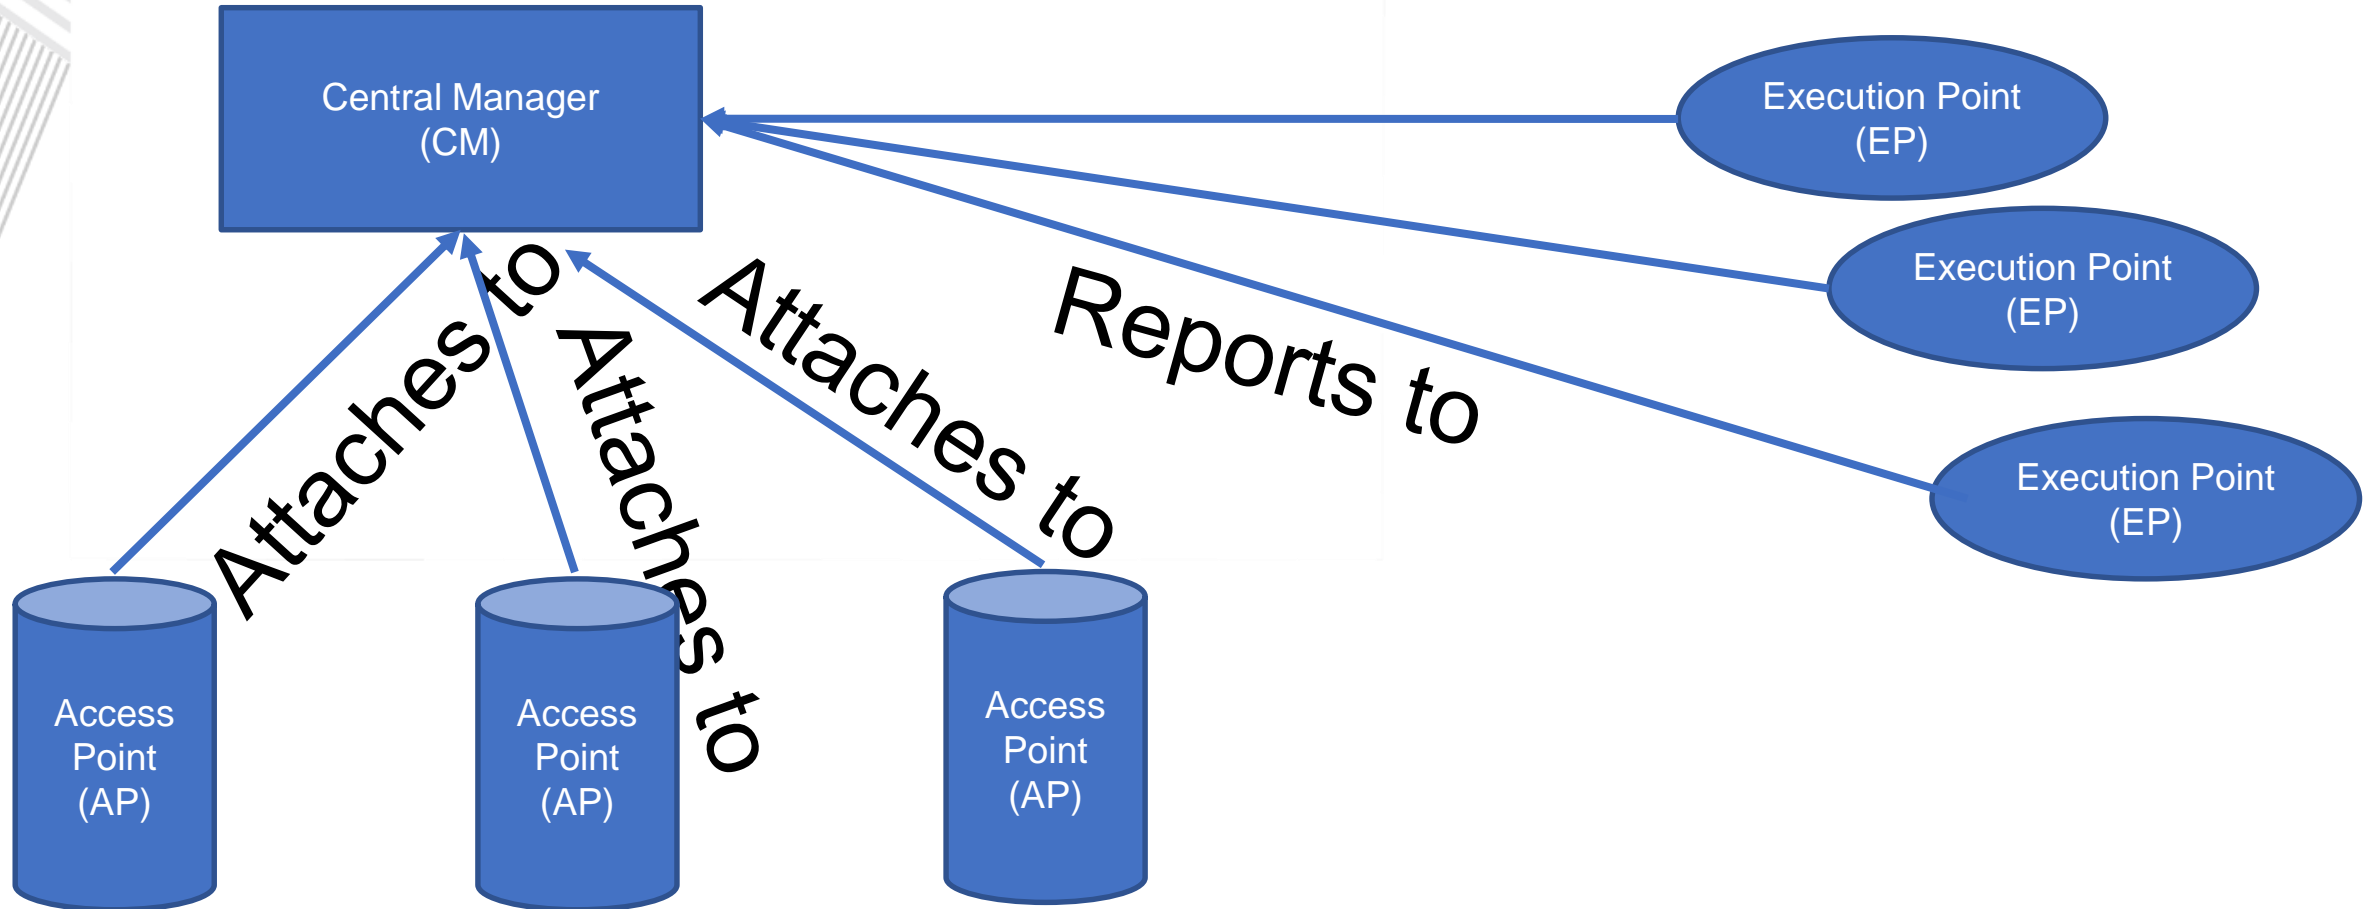 Central Manager
(CM)
Execution Point
(EP)
Execution Point
(EP)
Execution Point
(EP)
Attaches to
Attaches to
Attaches to
Reports to
Access
Point
(AP)
Access
Point
(AP)
Access
Point
(AP)